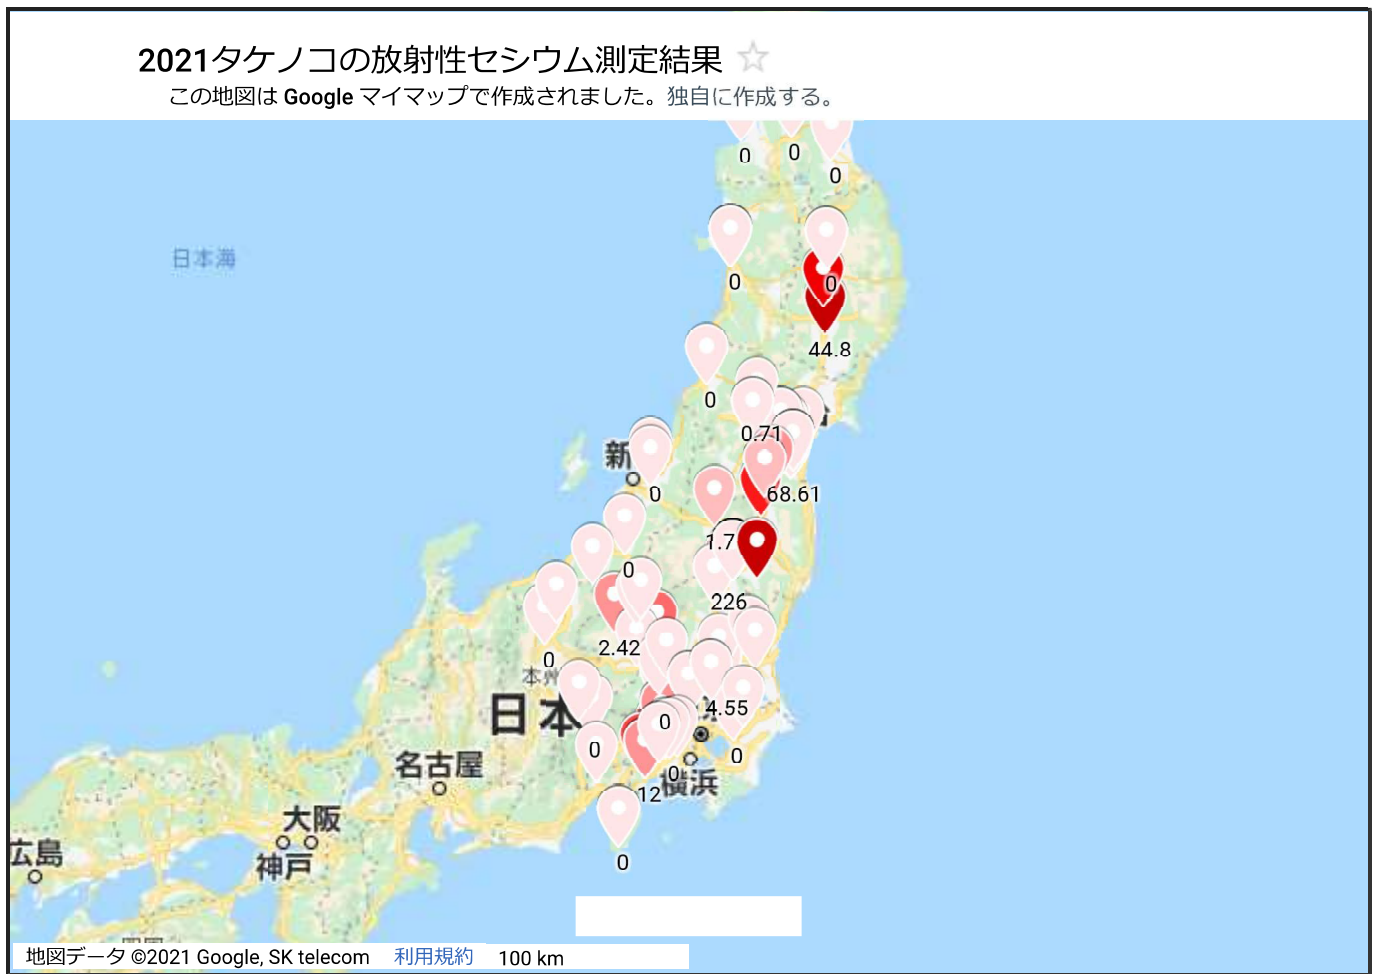 2021タケノコの放射性セシウム測定結果
この地図は Google マイマップで作成されました。独自に作成する。
0
0
0
日本海
0
0
44.8
0
0.71
新
0
68.61
1.7
0
226
2.42
0
本州
4.55
日本
0
0
0
名古屋
0
横浜
12
大阪
広島
神戸
0
地図データ ©2021 Google, SK telecom 利用規約 100 km